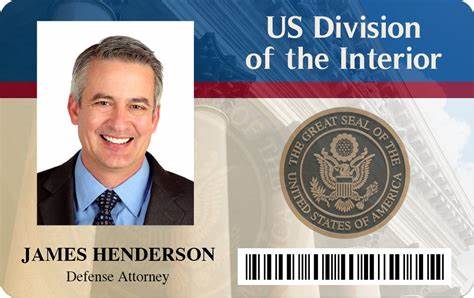 US Division
of the Interior
THE GREAT SEAL OF THE
UNITED STATES OF AMERICA
JAMES HENDERSON
Defense Attorney